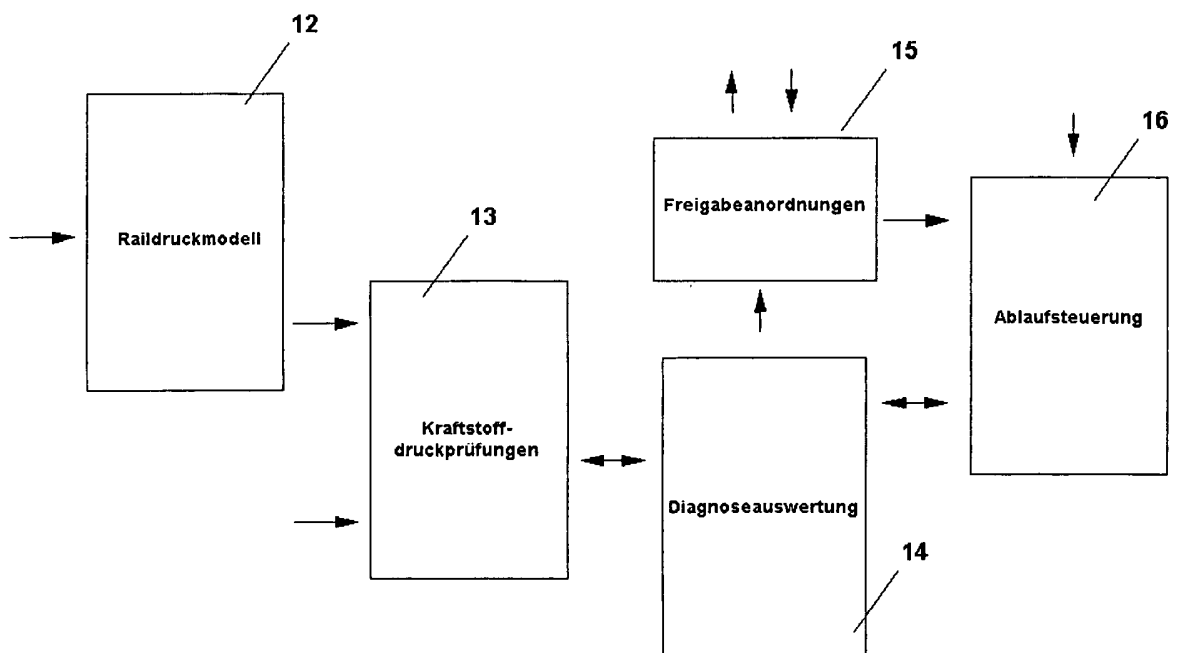 12
Raildruckmodell
13
Kraftstoff-
druckprüfungen
15
Freigabeanordnungen
16
Ablaufsteuerung
Diagnoseauswertung
14